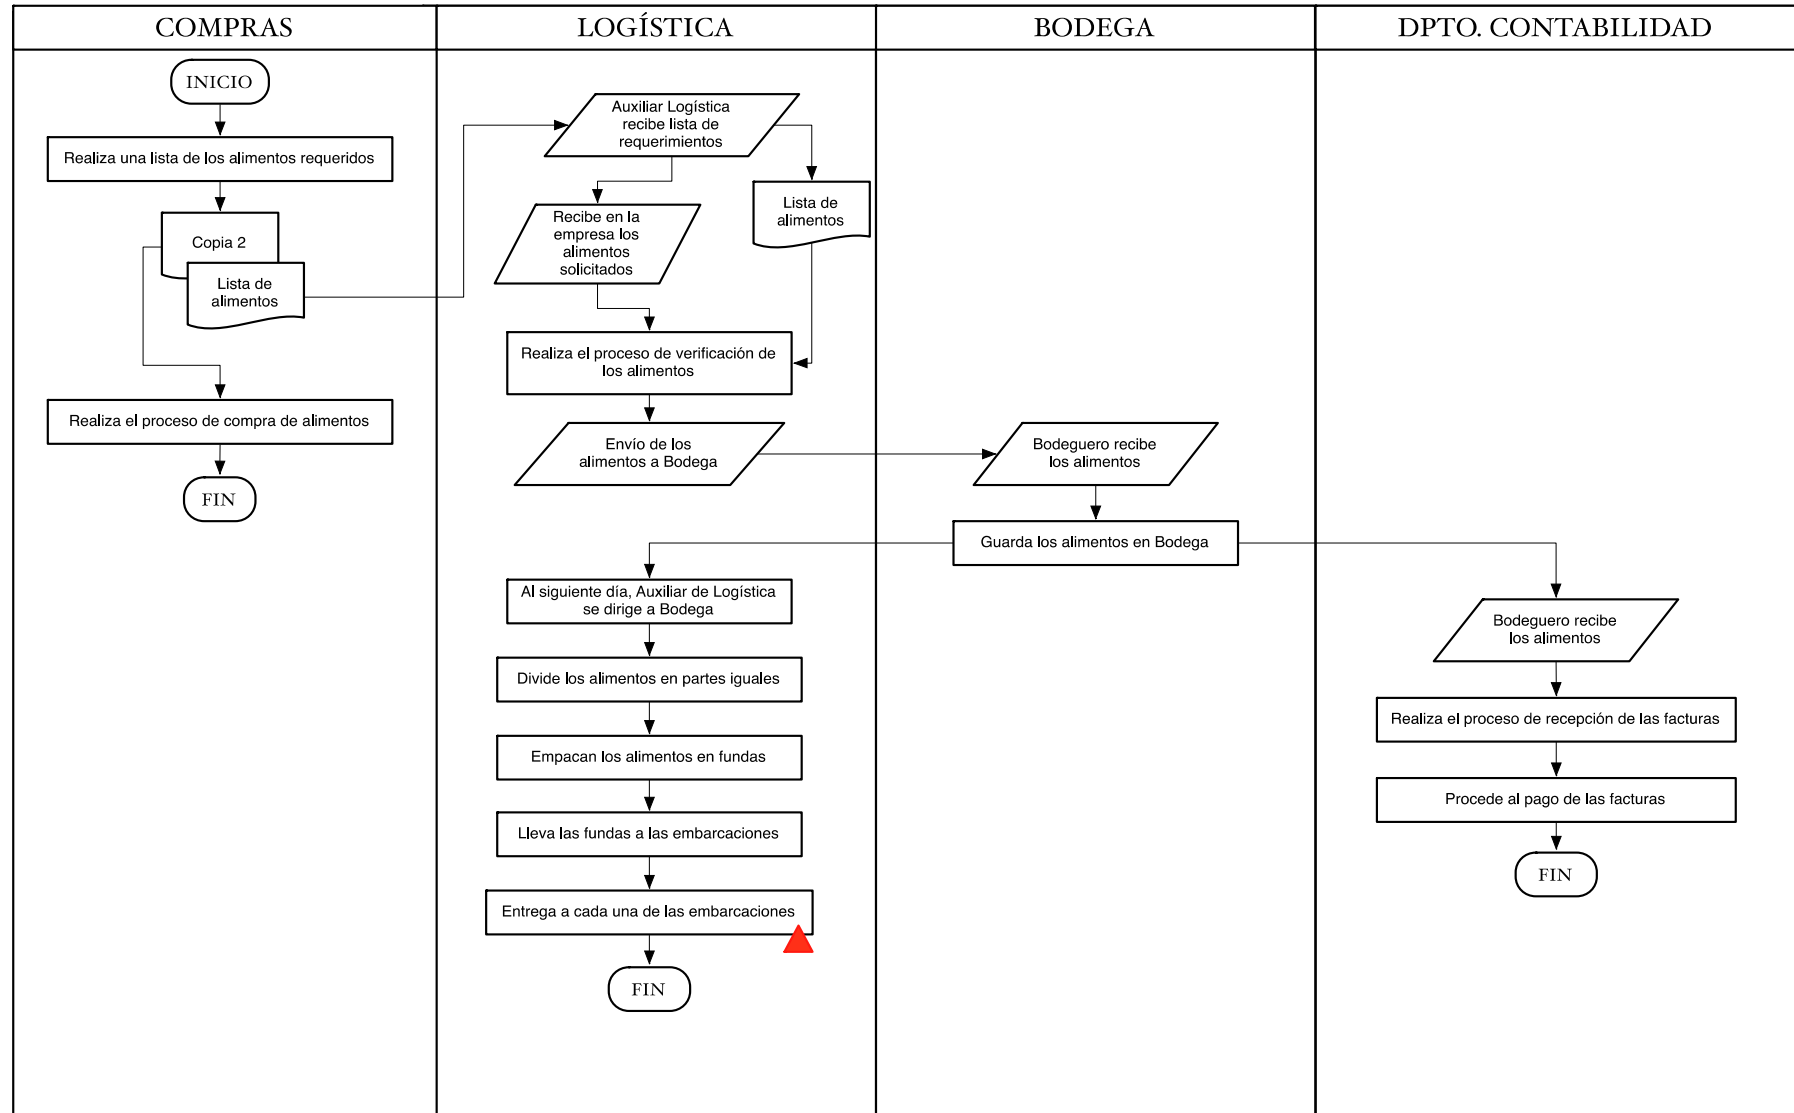 COMPRAS
LOGÍSTICA
BODEGA
DPTO. CONTABILIDAD
INICIO
Realiza una lista de los alimentos requeridos
Copia 2
Lista de
alimentos
Realiza el proceso de compra de alimentos
FIN
Auxiliar Logística
recibe lista de
requerimientos
Lista de
alimentos
Recibe en la
empresa los
alimentos
solicitados
Realiza el proceso de verificación de
los alimentos
Envío de los
alimentos a Bodega
Bodeguero recibe
los alimentos
Guarda los alimentos en Bodega
Al siguiente día, Auxiliar de Logística
se dirige a Bodega
Divide los alimentos en partes iguales
Empacan los alimentos en fundas
Lleva las fundas a las embarcaciones
Entrega a cada una de las embarcaciones
FIN
Bodeguero recibe
los alimentos
Realiza el proceso de recepción de las facturas
Procede al pago de las facturas
FIN